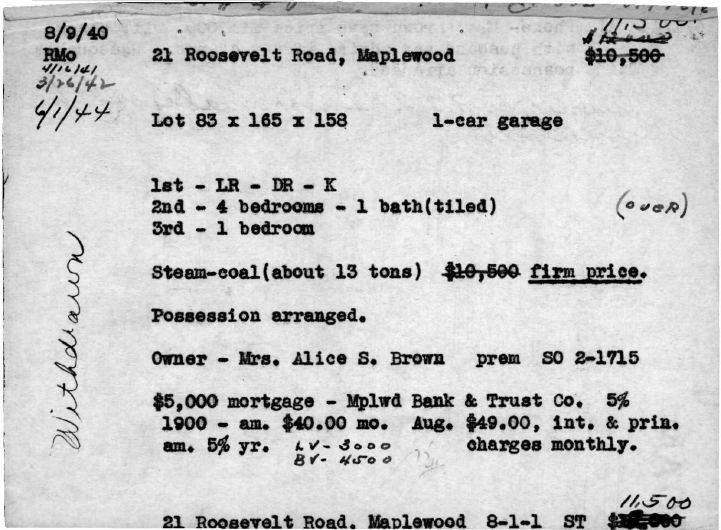 11,500
8/9/40 $12000
RMo 21 Roosevelt Road, Maplewood $10,500
4/16/41
3/26/42
6/1/44
Lot 83 x 165 x 158 1-car garage
1st - LR - DR - K
2nd - 4 bedrooms - 1 bath(tiled) (over)
3rd - 1 bedroom
Steam-coal(about 13 tons) $10,500 firm price.
Possession arranged.
Withdrawn
Owner - Mrs. Alice S. Brown prem SO 2-1715
$5,000 mortgage - Mplwd Bank & Trust Co. 5%
1900 - am. $40.00 mo. Aug. $49.00, int. & prin.
am. 5% yr. LV- 3000 charges monthly.
BV- 4500
11,500
21 Roosevelt Road, Maplewood 8-1-1 ST